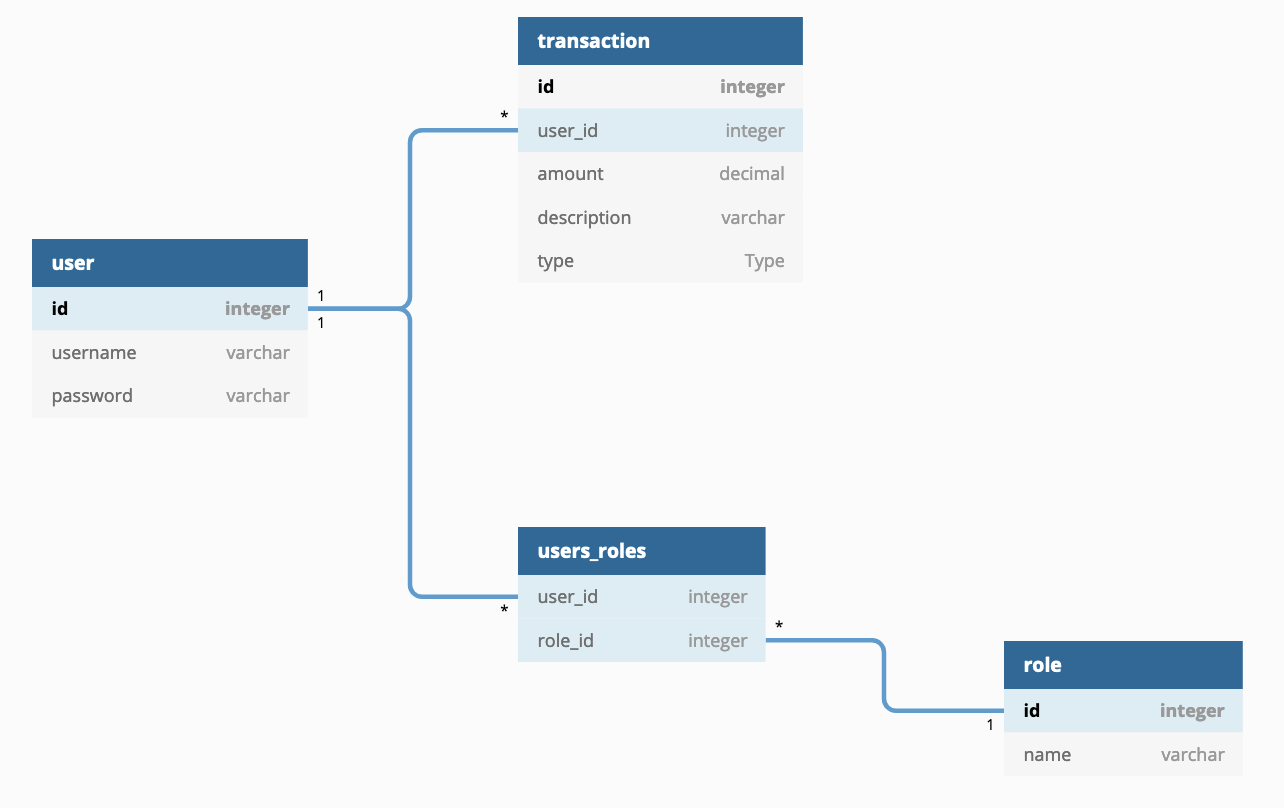 transaction
id integer
* user_id integer
amount decimal
description varchar
type Type
user
id integer 1
1
username varchar
password varchar
users_roles
user_id integer
*
role_id integer *
role
id integer
1
name varchar